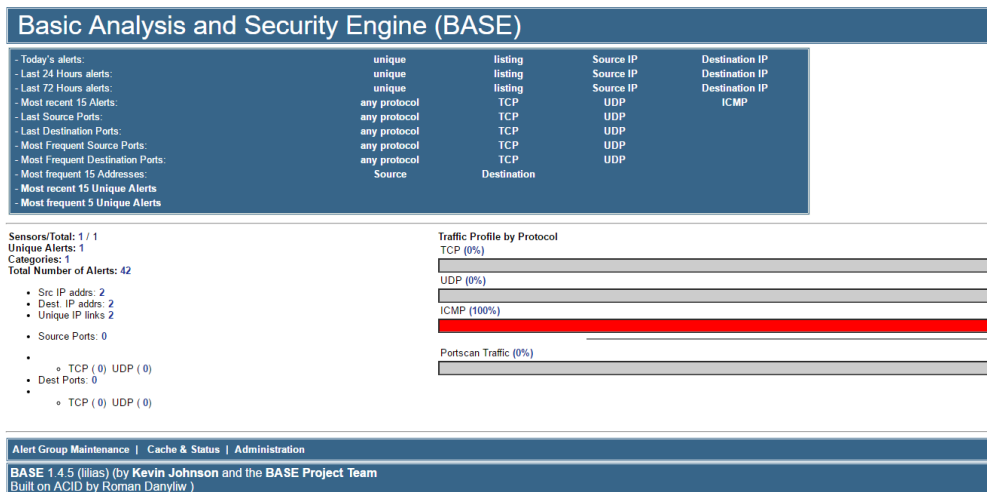 Basic Analysis and Security Engine (BASE)
- Today's alerts: unique listing Source IP Destination IP
- Last 24 Hours alerts: unique listing Source IP Destination IP
- Last 72 Hours alerts: unique listing Source IP Destination IP
- Most recent 15 Alerts: any protocol TCP UDP ICMP
- Last Source Ports: any protocol TCP UDP
- Last Destination Ports: any protocol TCP UDP
- Most Frequent Source Ports: any protocol TCP UDP
- Most Frequent Destination Ports: any protocol TCP UDP
- Most frequent 15 Addresses: Source Destination
- Most recent 15 Unique Alerts
- Most frequent 5 Unique Alerts
Sensors/Total: 1 / 1
Unique Alerts: 1
Categories: 1
Total Number of Alerts: 42
• Src IP addrs: 2
• Dest. IP addrs: 2
• Unique IP links 2
• Source Ports: 0
•
◦ TCP ( 0) UDP ( 0)
• Dest Ports: 0
•
◦ TCP ( 0) UDP ( 0)
Traffic Profile by Protocol
TCP (0%)
UDP (0%)
ICMP (100%)
Portscan Traffic (0%)
Alert Group Maintenance | Cache & Status | Administration
BASE 1.4.5 (lilias) (by Kevin Johnson and the BASE Project Team
Built on ACID by Roman Danyliw )